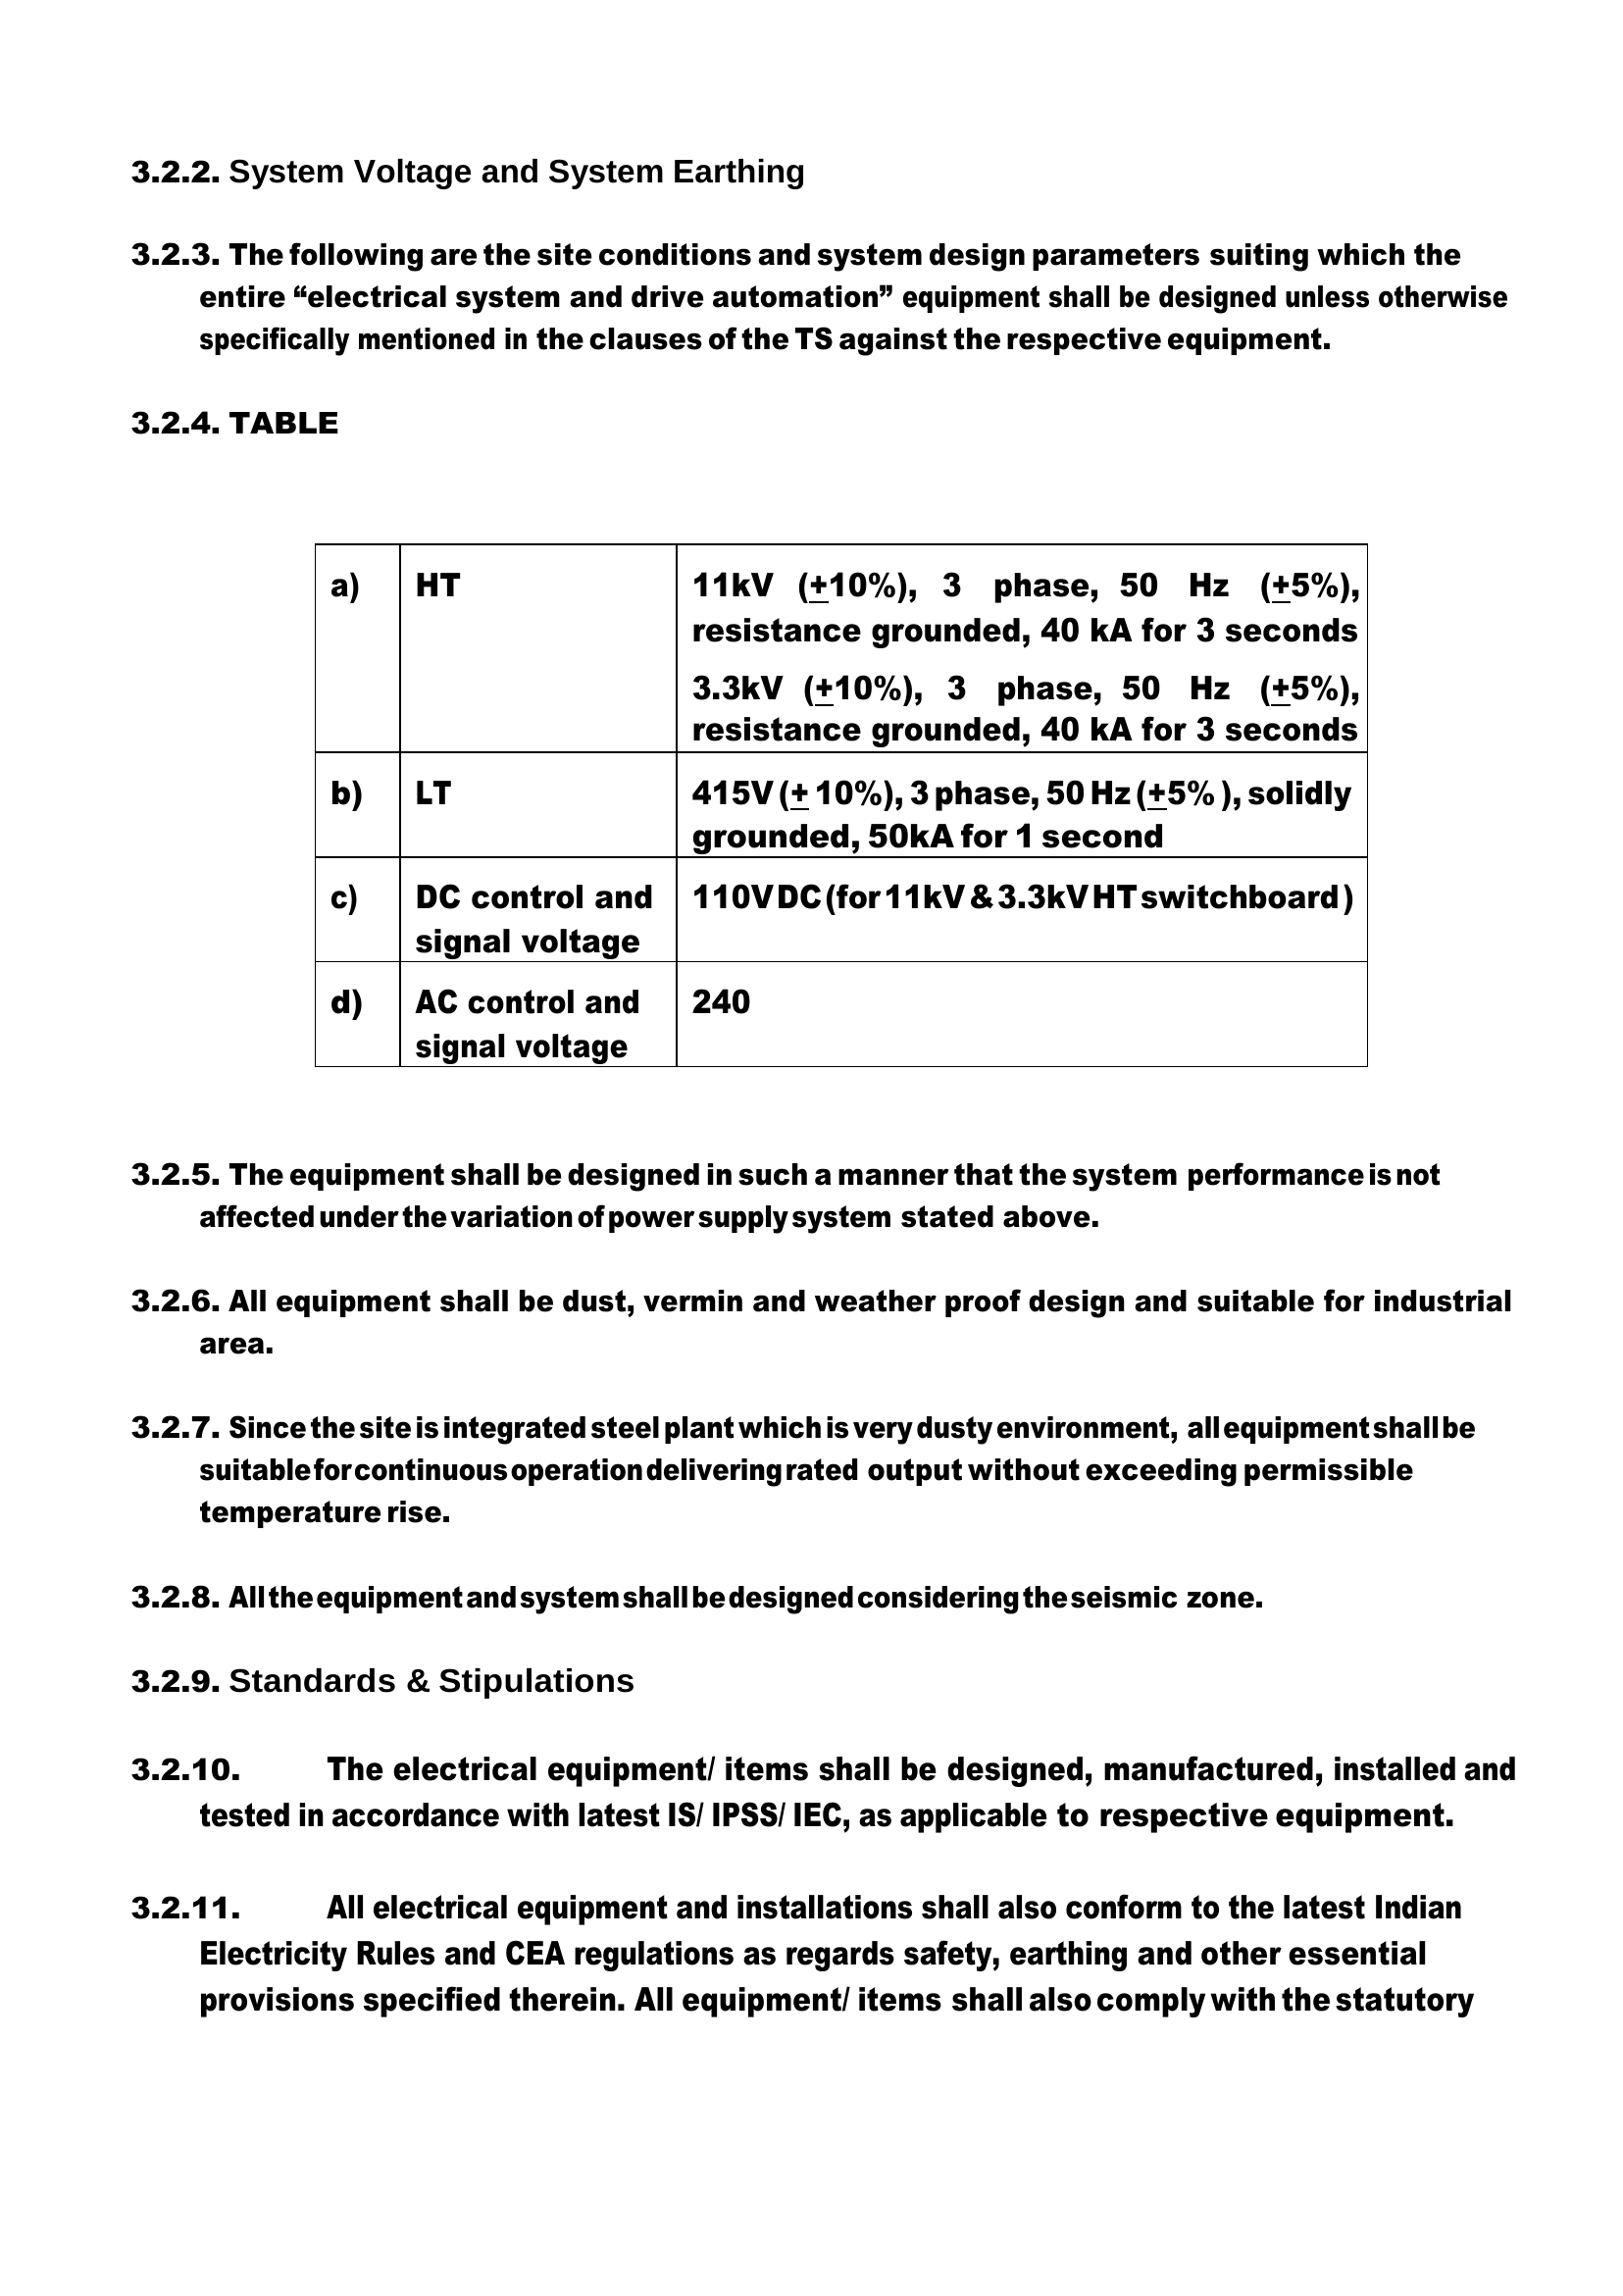 3.2.2. System Voltage and System Earthing
3.2.3. The following are the site conditions and system design parameters suiting which the
entire “electrical system and drive automation” equipment shall be designed unless otherwise
specifically mentioned in the clauses of the TS against the respective equipment.
3.2.4. TABLE
a) HT 11kV (±10%), 3 phase, 50 Hz (±5%),
resistance grounded, 40 kA for 3 seconds
3.3kV (±10%), 3 phase, 50 Hz (±5%),
resistance grounded, 40 kA for 3 seconds
b) LT 415V (± 10%), 3 phase, 50 Hz (±5% ), solidly
grounded, 50kA for 1 second
c) DC control and 110V DC (for 11kV & 3.3kV HT switchboard )
signal voltage
d) AC control and 240
signal voltage
3.2.5. The equipment shall be designed in such a manner that the system performance is not
affected under the variation of power supply system stated above.
3.2.6. All equipment shall be dust, vermin and weather proof design and suitable for industrial
area.
3.2.7. Since the site is integrated steel plant which is very dusty environment, all equipment shall be
suitable for continuous operation delivering rated output without exceeding permissible
temperature rise.
3.2.8. All the equipment and system shall be designed considering the seismic zone.
3.2.9. Standards & Stipulations
3.2.10. The electrical equipment/ items shall be designed, manufactured, installed and
tested in accordance with latest IS/ IPSS/ IEC, as applicable to respective equipment.
3.2.11. All electrical equipment and installations shall also conform to the latest Indian
Electricity Rules and CEA regulations as regards safety, earthing and other essential
provisions specified therein. All equipment/ items shall also comply with the statutory